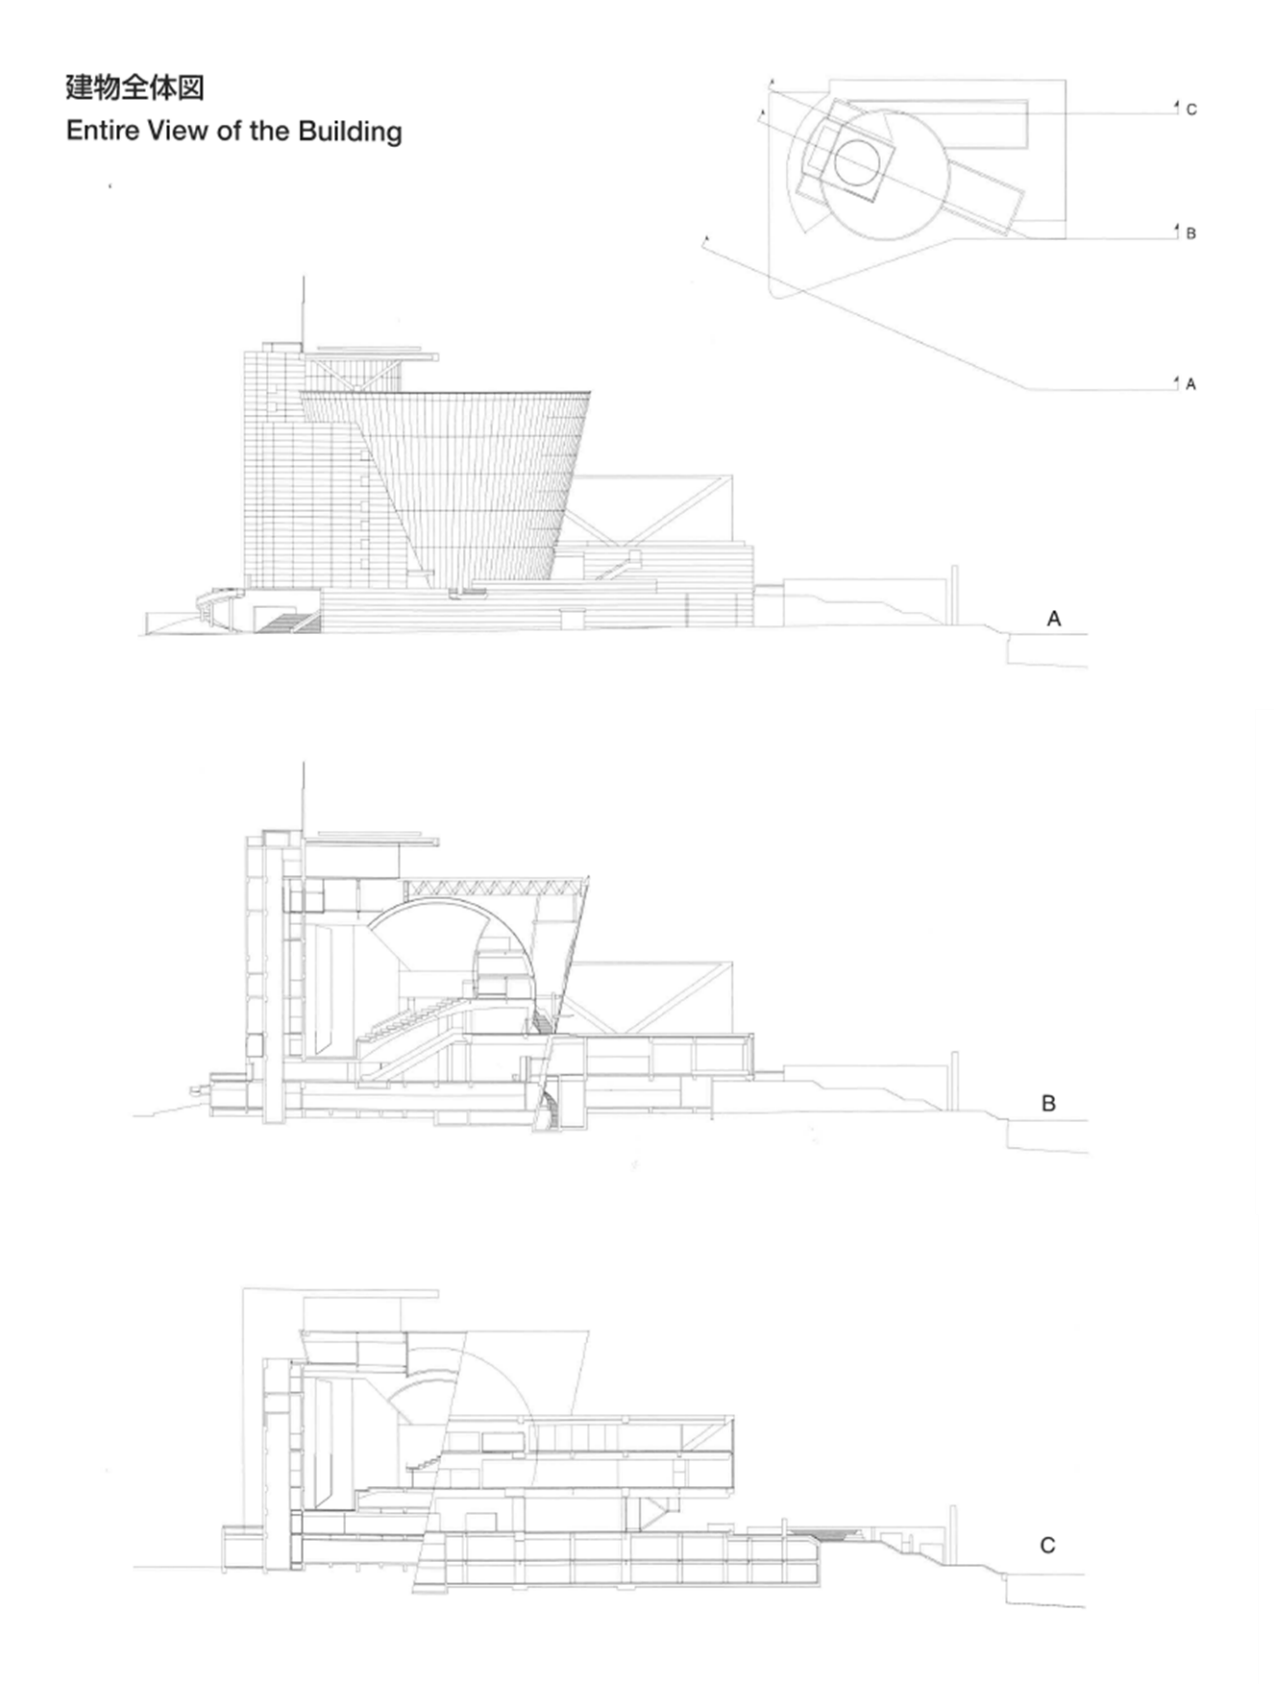 建物全体図
Entire View of the Building
C
B
A
A
B
C